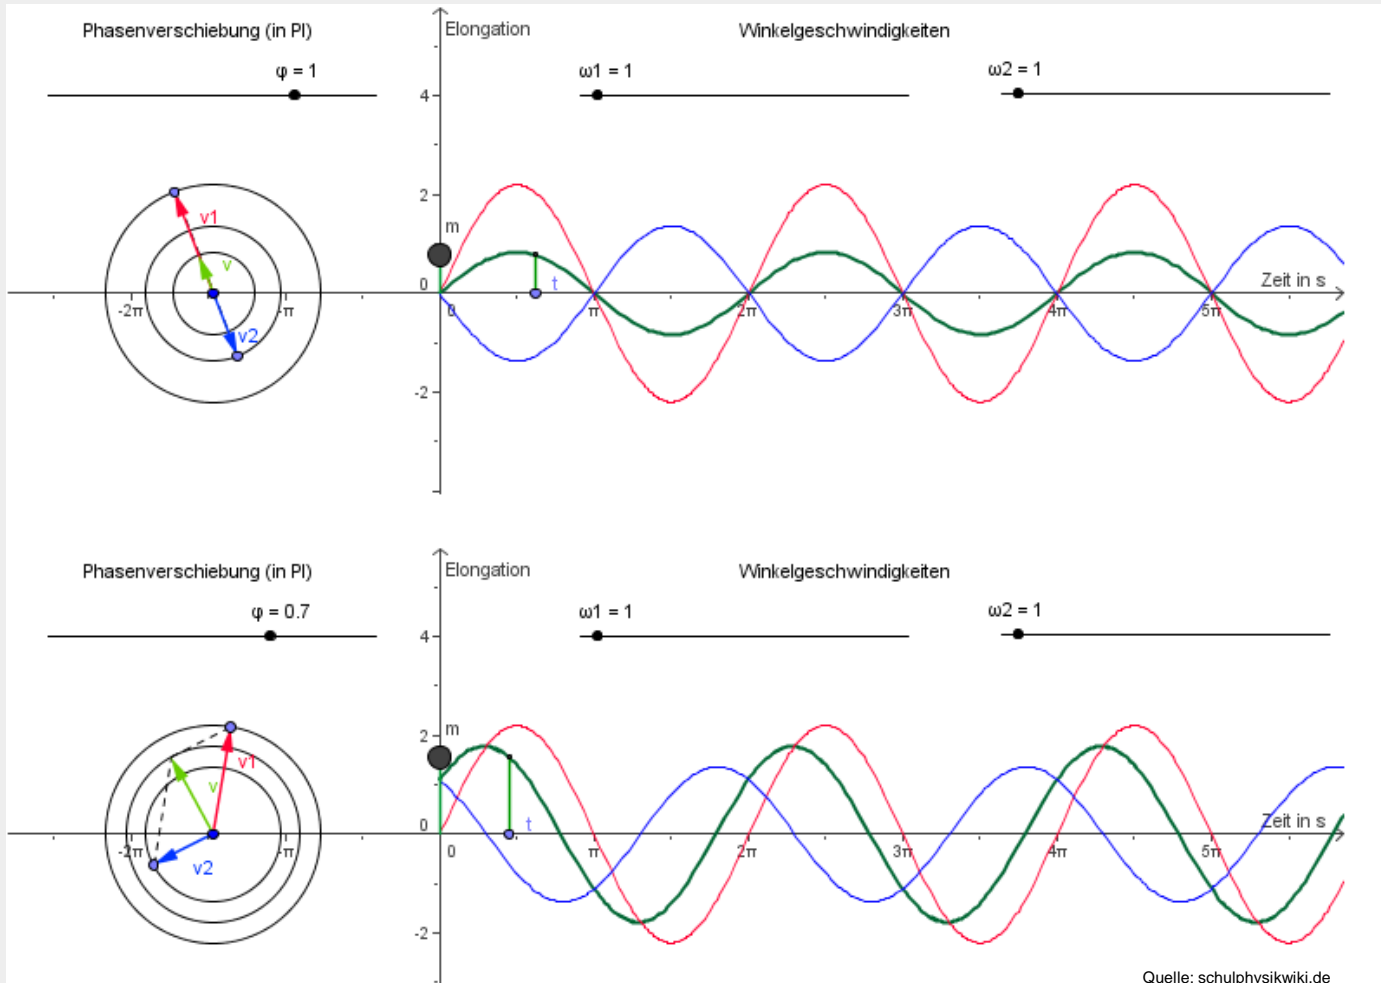 Phasenverschiebung (in PI)
Elongation
Winkelgeschwindigkeiten
φ = 1
ω1 = 1
ω2 = 1
4
2
v1
m
v
0
t
Zeit in s
-2π
-π
0
π
2π
3π
4π
5π
v2
-2
Phasenverschiebung (in PI)
Elongation
Winkelgeschwindigkeiten
φ = 0.7
ω1 = 1
ω2 = 1
4
2
m
v1
v
0
t
Zeit in s
-2π
-π
0
π
2π
3π
4π
5π
v2
-2
Quelle: schulphysikwiki.de